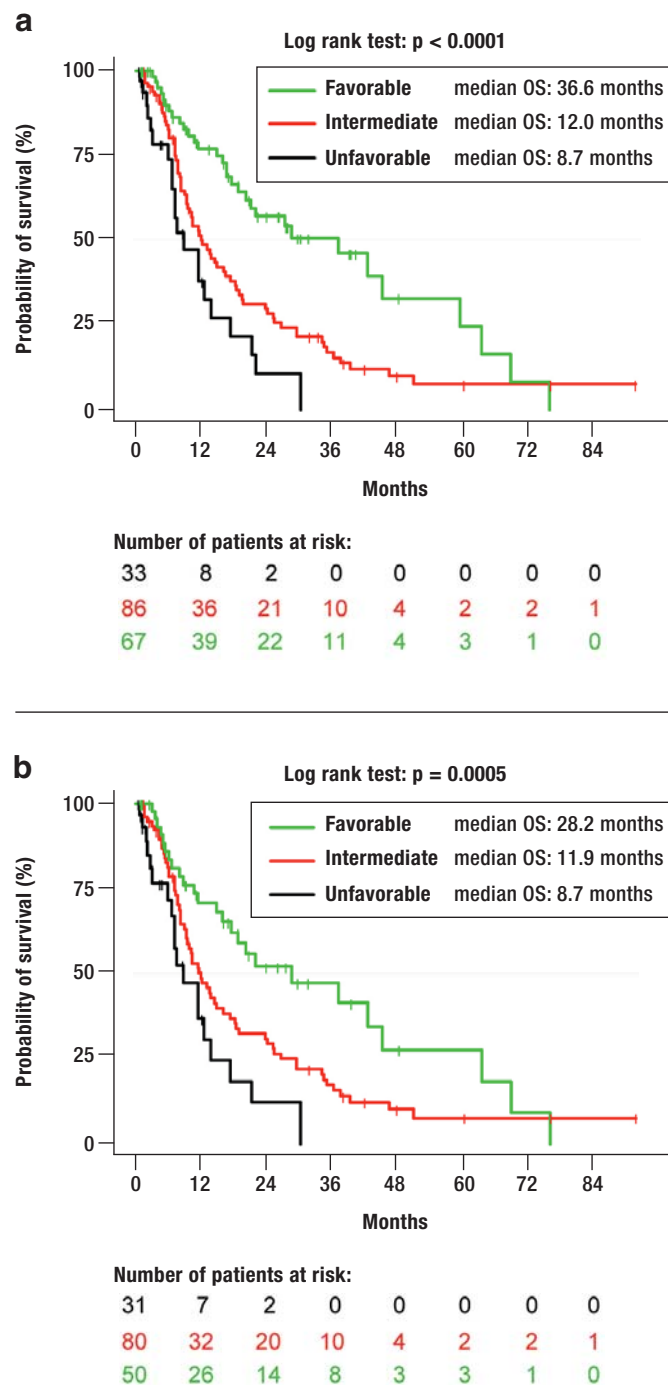 a
Log rank test: p < 0.0001
Favorable median OS: 36.6 months
Intermediate median OS: 12.0 months
Unfavorable median OS: 8.7 months
Probability of survival (%)
100
75
50
25
0
0 12 24 36 48 60 72 84
Months
Number of patients at risk:
33 8 2 0 0 0 0 0
86 36 21 10 4 2 2 1
67 39 22 11 4 3 1 0
b
Log rank test: p = 0.0005
Favorable median OS: 28.2 months
Intermediate median OS: 11.9 months
Unfavorable median OS: 8.7 months
Probability of survival (%)
100
75
50
25
0
0 12 24 36 48 60 72 84
Months
Number of patients at risk:
31 7 2 0 0 0 0 0
80 32 20 10 4 2 2 1
50 26 14 8 3 3 1 0